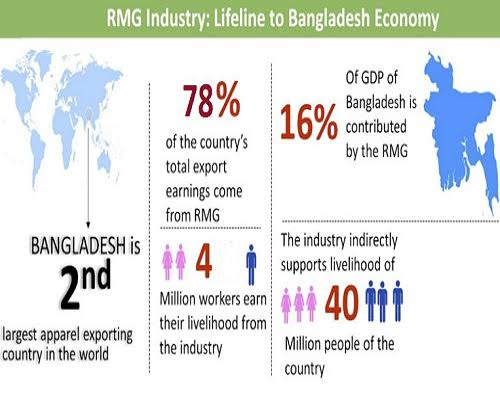 RMG Industry: Lifeline to Bangladesh Economy
BANGLADESH is
2nd
largest apparel exporting
country in the world
78%
of the country's
total export
earnings come
from RMG
4
Million workers earn
their livelihood from
the industry
16%
Of GDP of
Bangladesh is
contributed
by the RMG
The industry indirectly
supports livelihood of
40
Million people of the
country